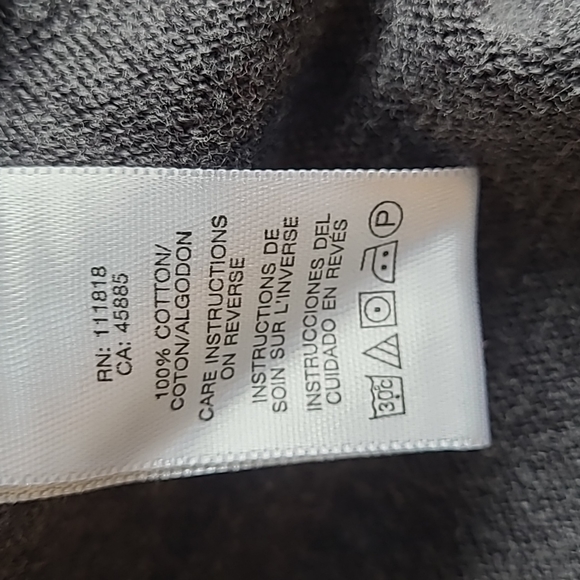 RN: 111818
CA: 45885
100% COTTON/
COTON/ALGODON
CARE INSTRUCTIONS
ON REVERSE
INSTRUCTIONS DE
SOIN SUR L'INVERSE
INSTRUCCIONES DEL
CUIDADO EN REVÉS
30°C P